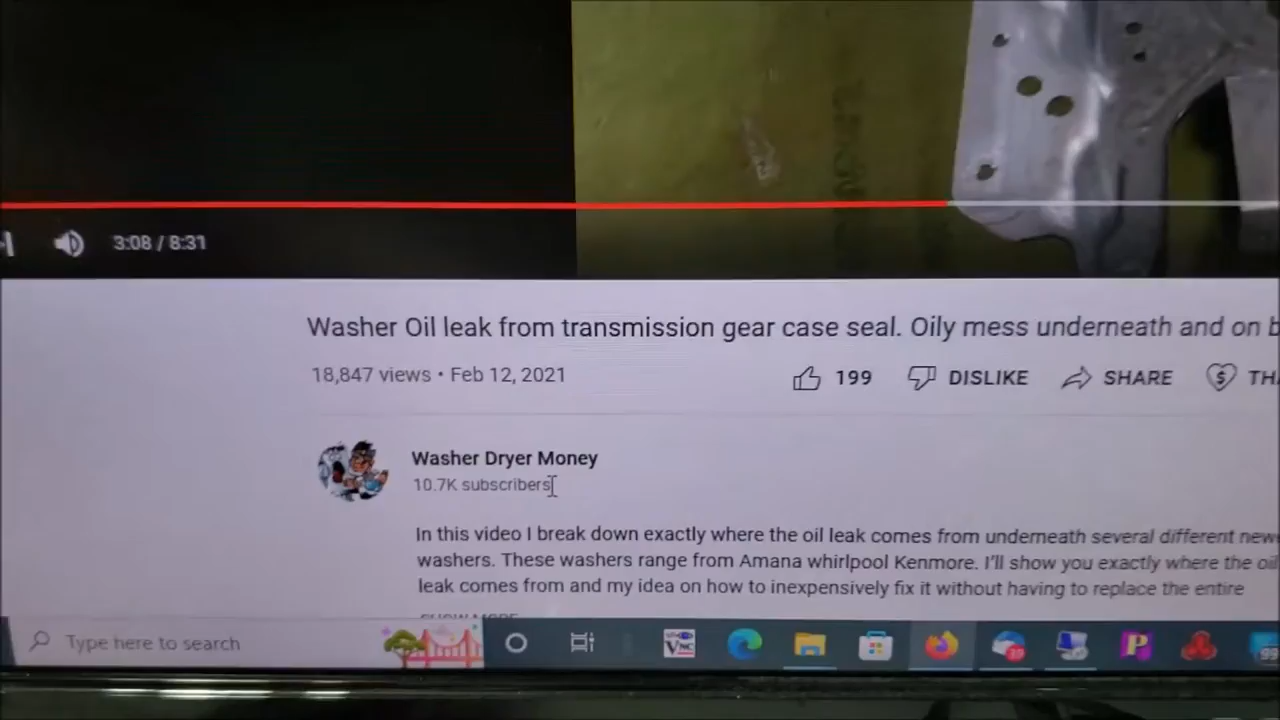 3:08 / 8:31
Washer Oil leak from transmission gear case seal. Oily mess underneath and on
18,847 views • Feb 12, 2021
199 DISLIKE SHARE
Washer Dryer Money
10.7K subscribers
In this video I break down exactly where the oil leak comes from underneath several different new
washers. These washers range from Amana whirlpool Kenmore. I'll show you exactly where the oil
leak comes from and my idea on how to inexpensively fix it without having to replace the entire
SHOW MORE
Type here to search